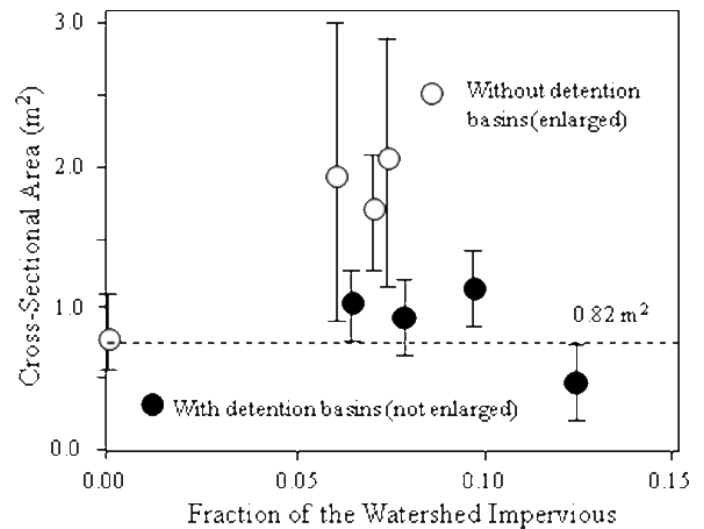 3.0
2.0
1.0
0.0
Cross-Sectional Area (m²)
Without detention
basins (enlarged)
0.82 m²
With detention basins (not enlarged)
0.00
0.05
0.10
0.15
Fraction of the Watershed Impervious